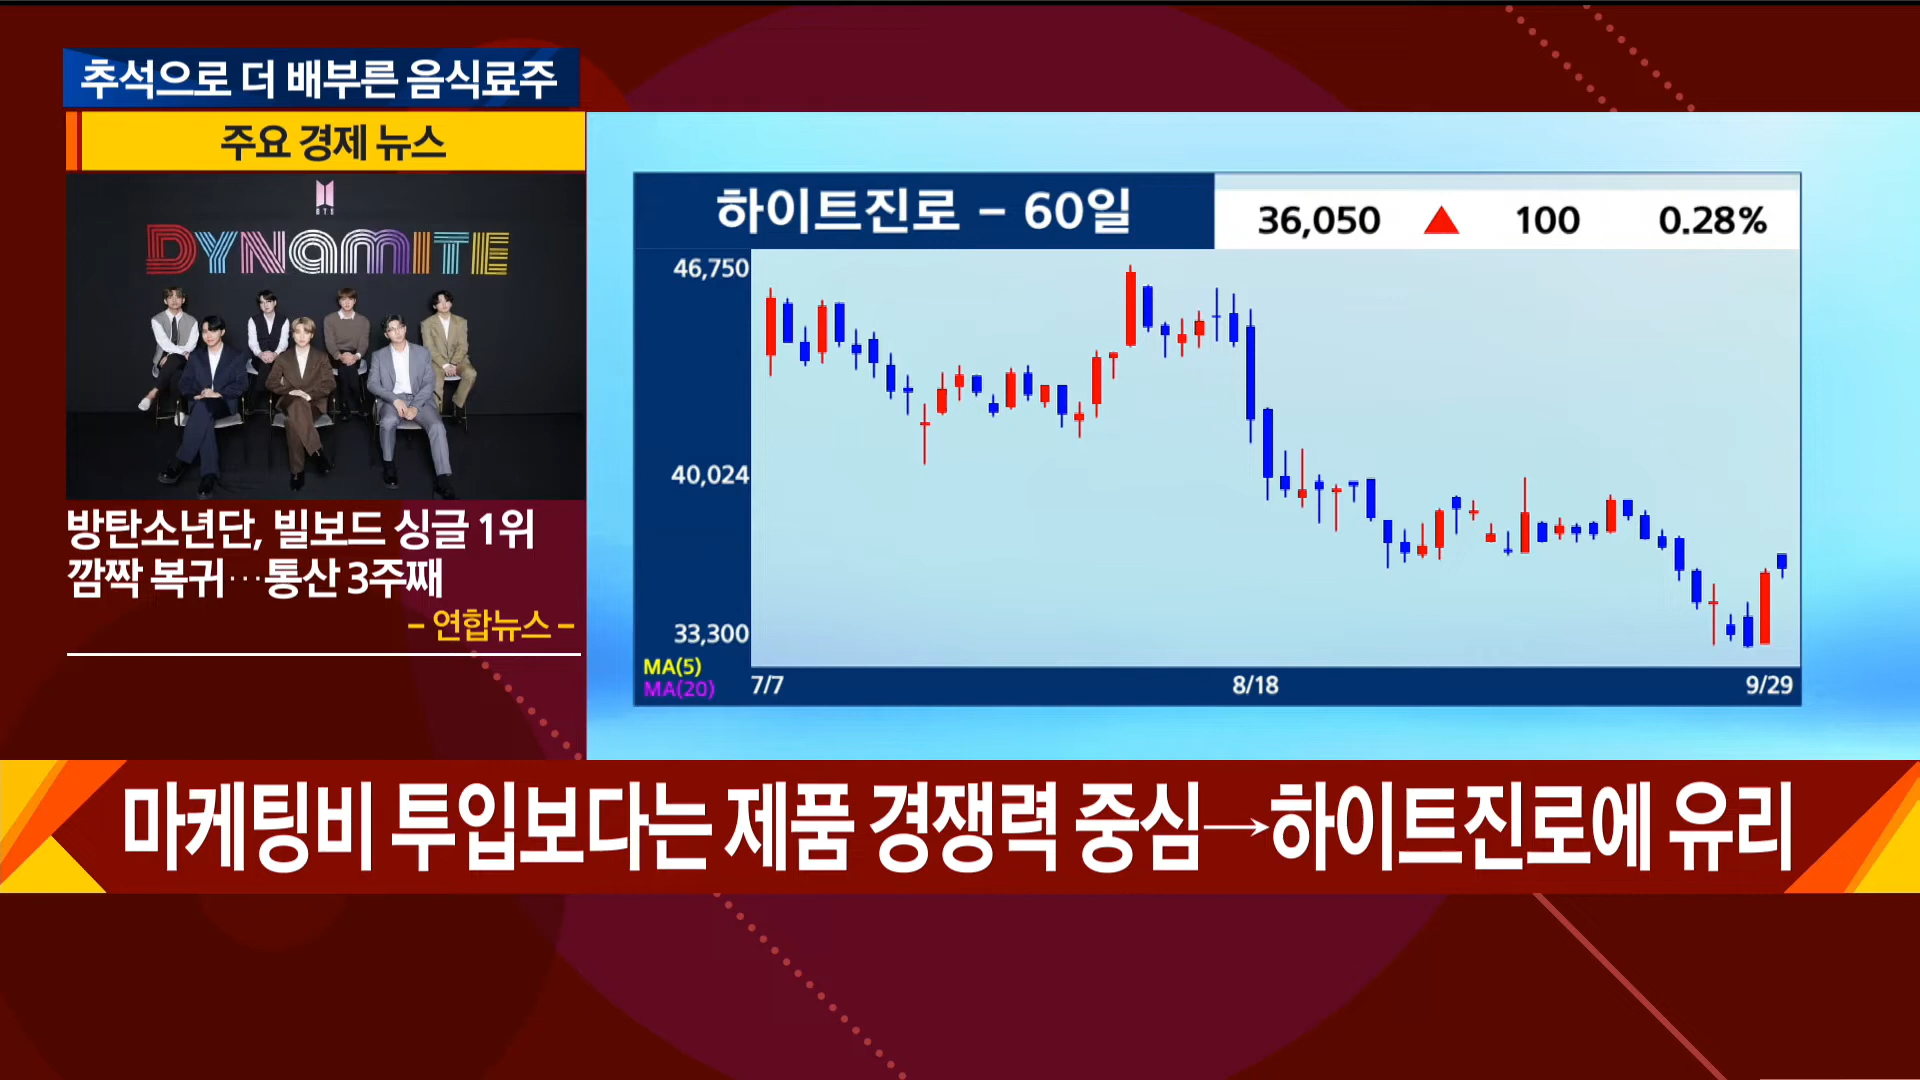 추석으로 더 배부른 음식료주
주요 경제 뉴스
BTS
DYNAMITE
방탄소년단, 빌보드 싱글 1위
깜짝 복귀…통산 3주째
- 연합뉴스 -
하이트진로 - 60일
36,050 ▲ 100 0.28%
46,750
40,024
33,300
MA(5)
MA(20)
7/7 8/18 9/29
마케팅비 투입보다는 제품 경쟁력 중심→하이트진로에 유리